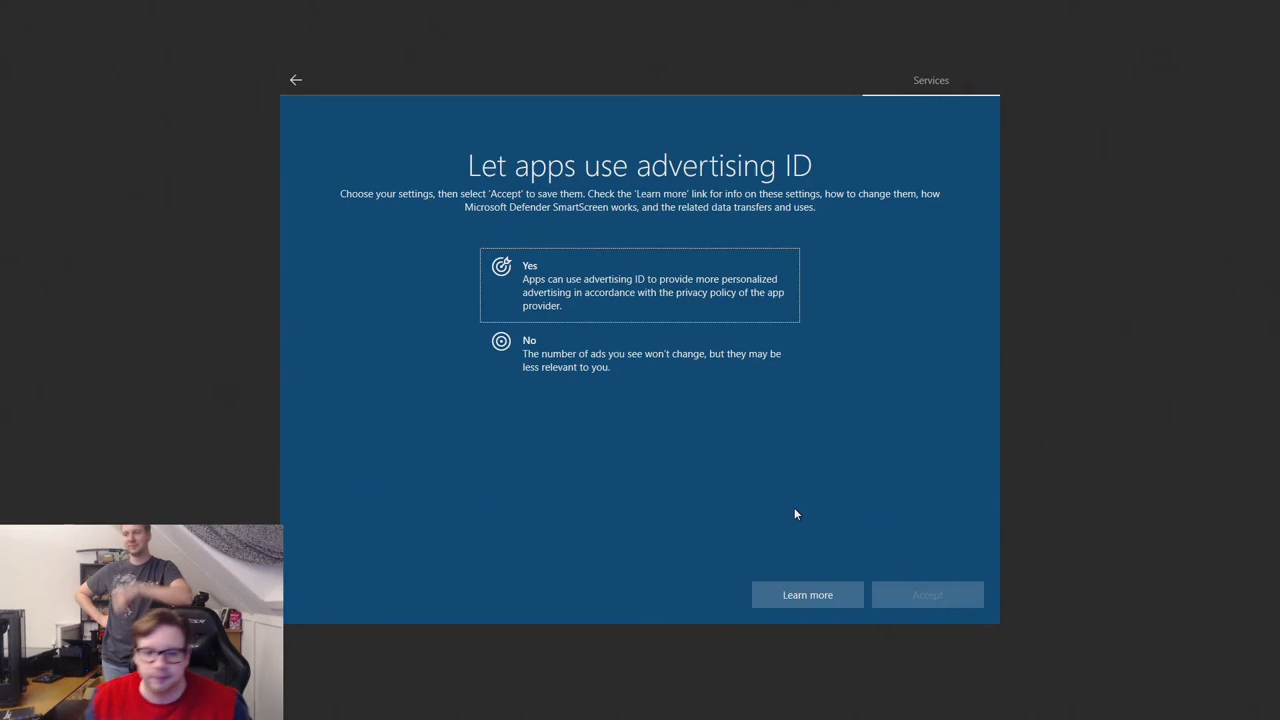 Services
Let apps use advertising ID
Choose your settings, then select 'Accept' to save them. Check the 'Learn more' link for info on these settings, how to change them, how
Microsoft Defender SmartScreen works, and the related data transfers and uses.
Yes
Apps can use advertising ID to provide more personalized
advertising in accordance with the privacy policy of the app
provider.
No
The number of ads you see won't change, but they may be
less relevant to you.
Learn more
Accept